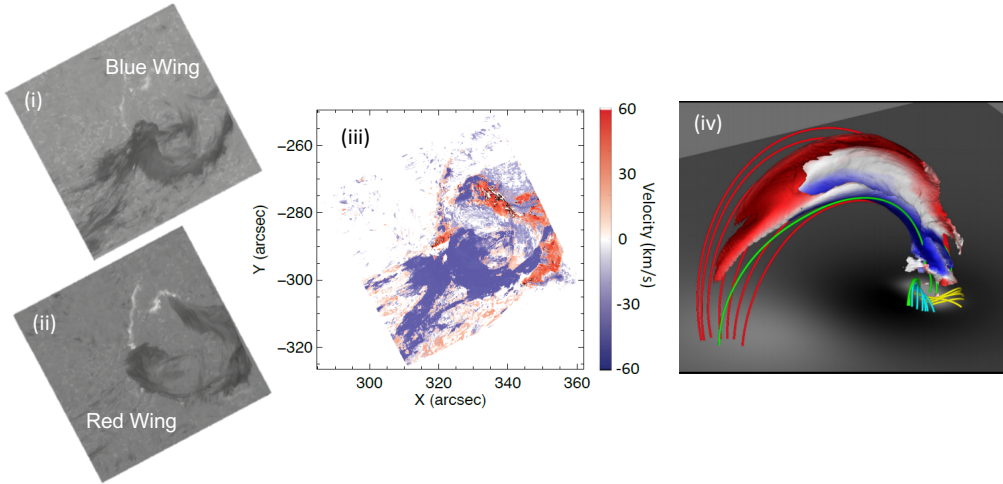 (i)
Blue Wing
(ii)
Red Wing
(iii)
Y (arcsec)
−260
−280
−300
−320
300
320
340
360
X (arcsec)
60
30
0
-30
-60
Velocity (km/s)
(iv)